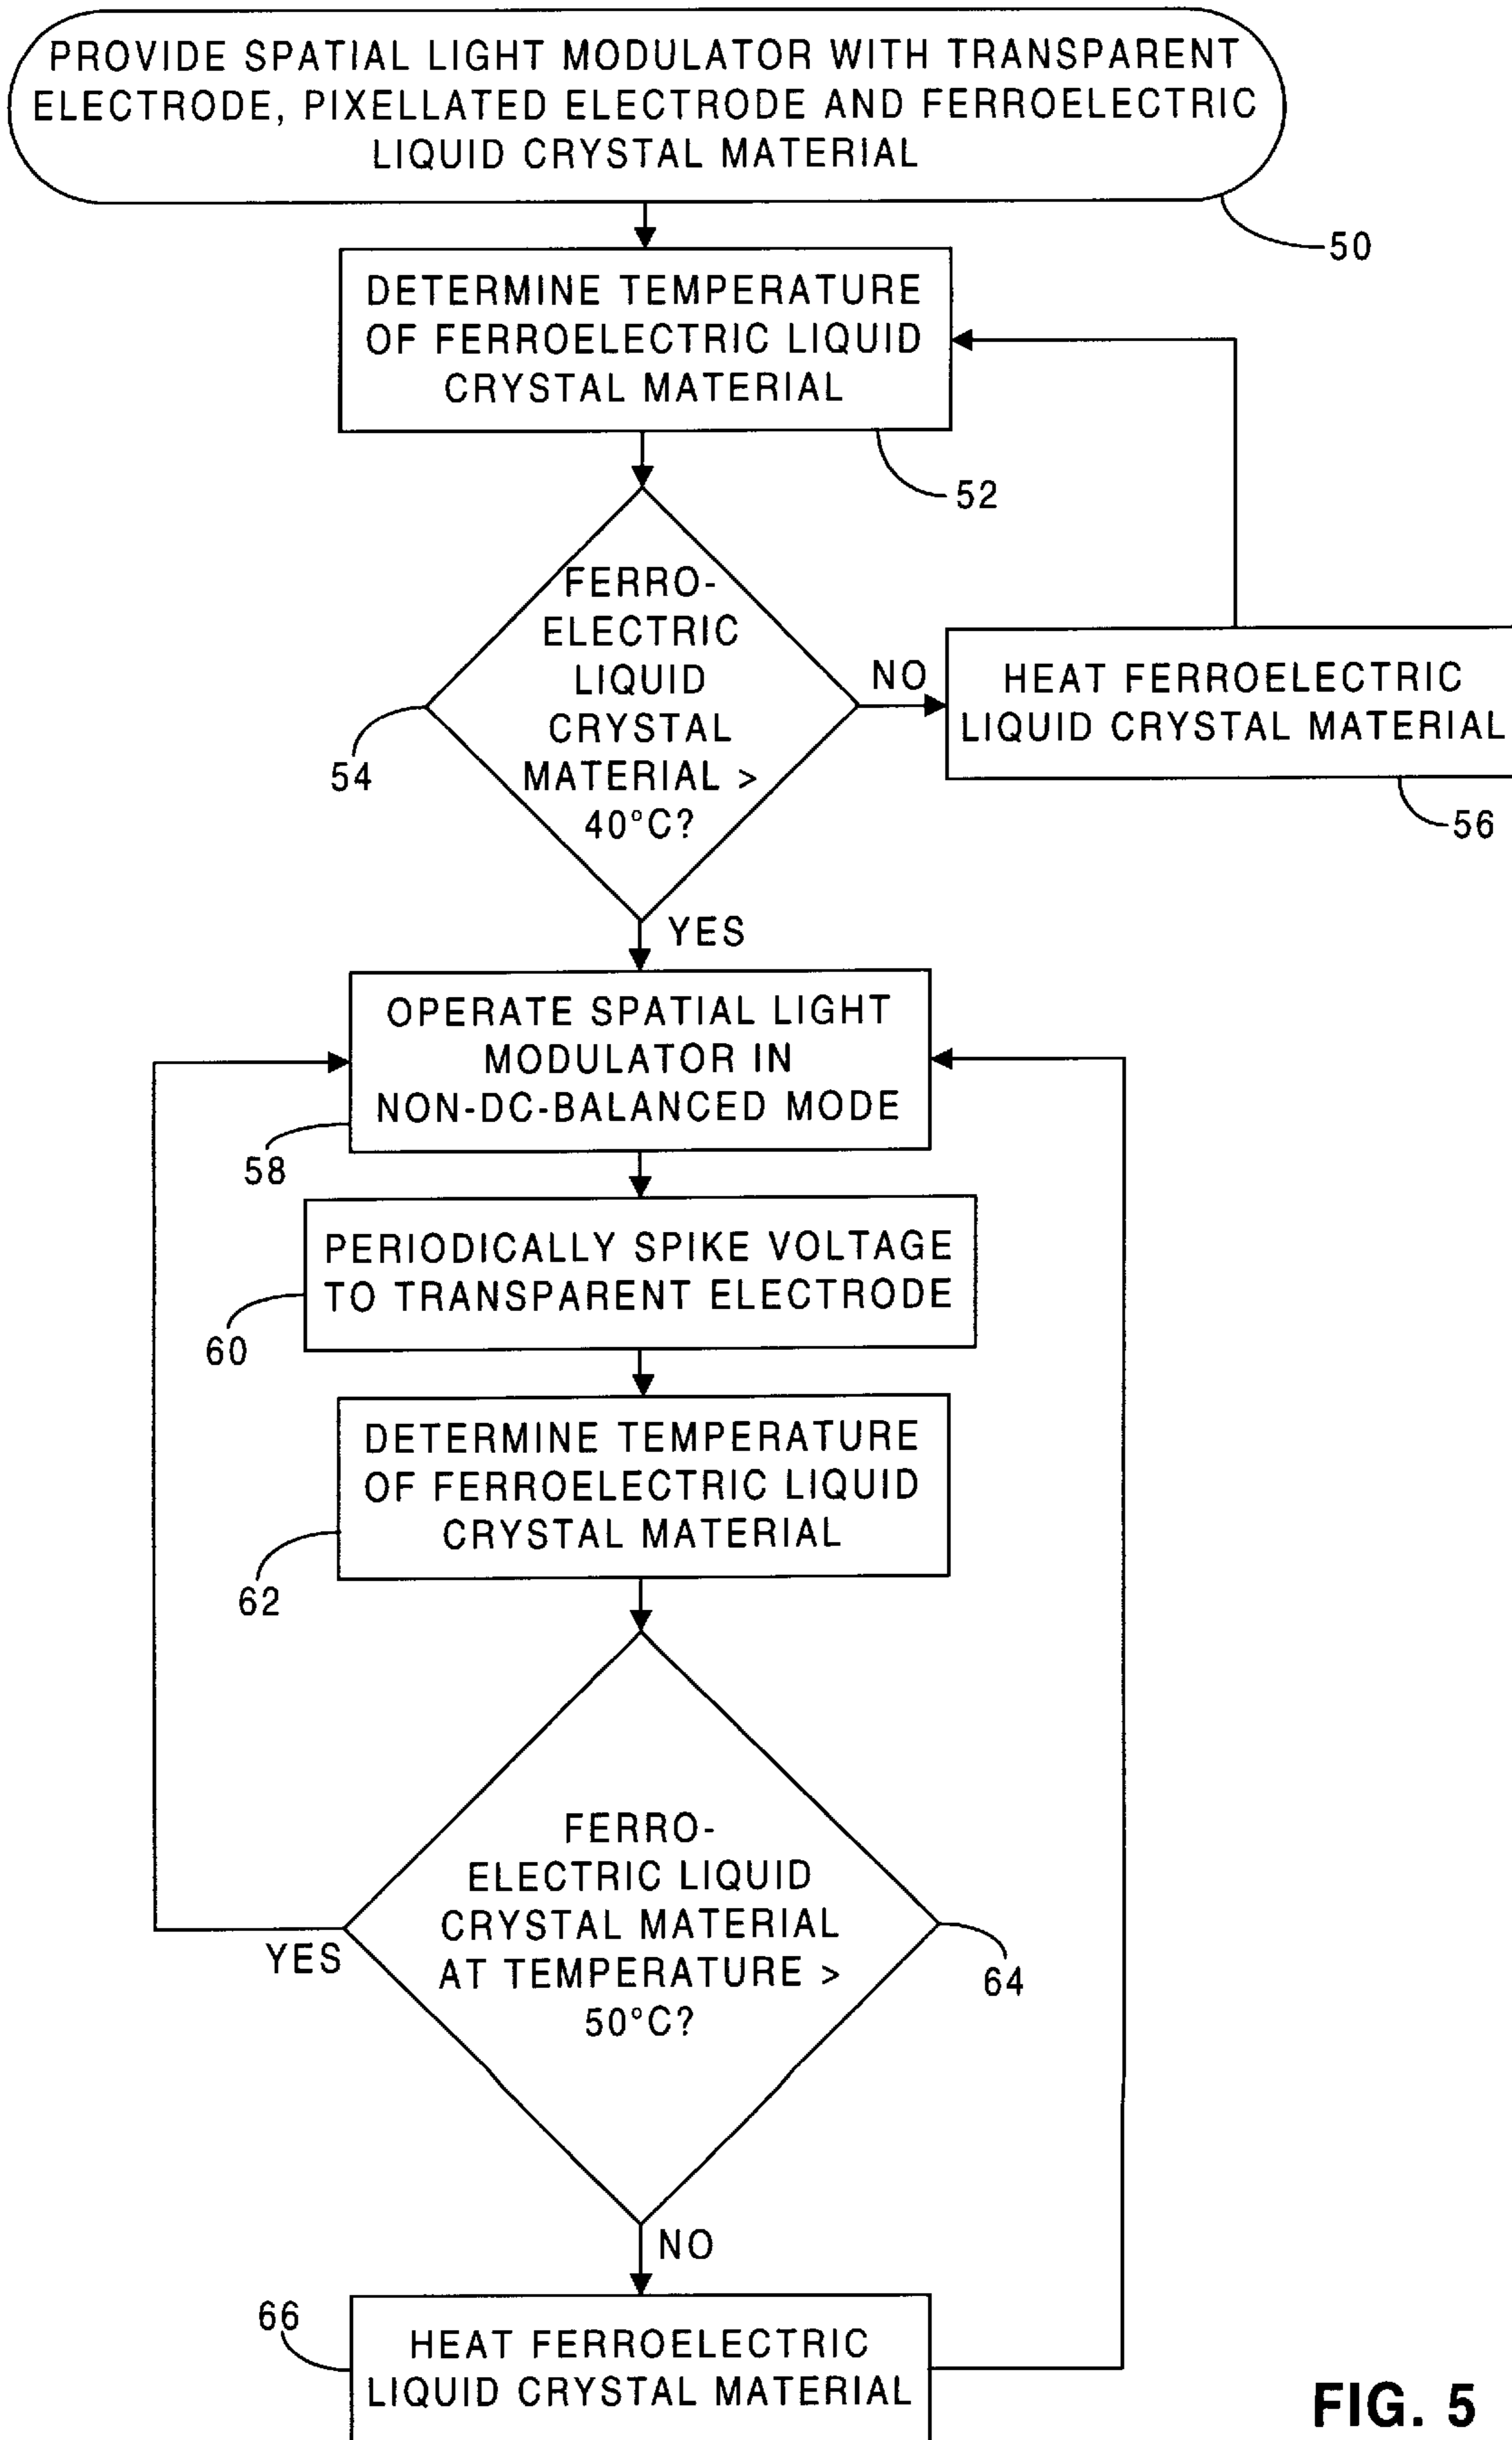 PROVIDE SPATIAL LIGHT MODULATOR WITH TRANSPARENT
ELECTRODE, PIXELLATED ELECTRODE AND FERROELECTRIC
LIQUID CRYSTAL MATERIAL
50
DETERMINE TEMPERATURE
OF FERROELECTRIC LIQUID
CRYSTAL MATERIAL
52
FERRO-
ELECTRIC
LIQUID
CRYSTAL
MATERIAL >
40°C?
54
NO
HEAT FERROELECTRIC
LIQUID CRYSTAL MATERIAL
56
YES
OPERATE SPATIAL LIGHT
MODULATOR IN
NON-DC-BALANCED MODE
58
PERIODICALLY SPIKE VOLTAGE
TO TRANSPARENT ELECTRODE
60
DETERMINE TEMPERATURE
OF FERROELECTRIC LIQUID
CRYSTAL MATERIAL
62
FERRO-
ELECTRIC LIQUID
CRYSTAL MATERIAL
AT TEMPERATURE >
50°C?
YES
64
NO
66
HEAT FERROELECTRIC
LIQUID CRYSTAL MATERIAL
FIG. 5